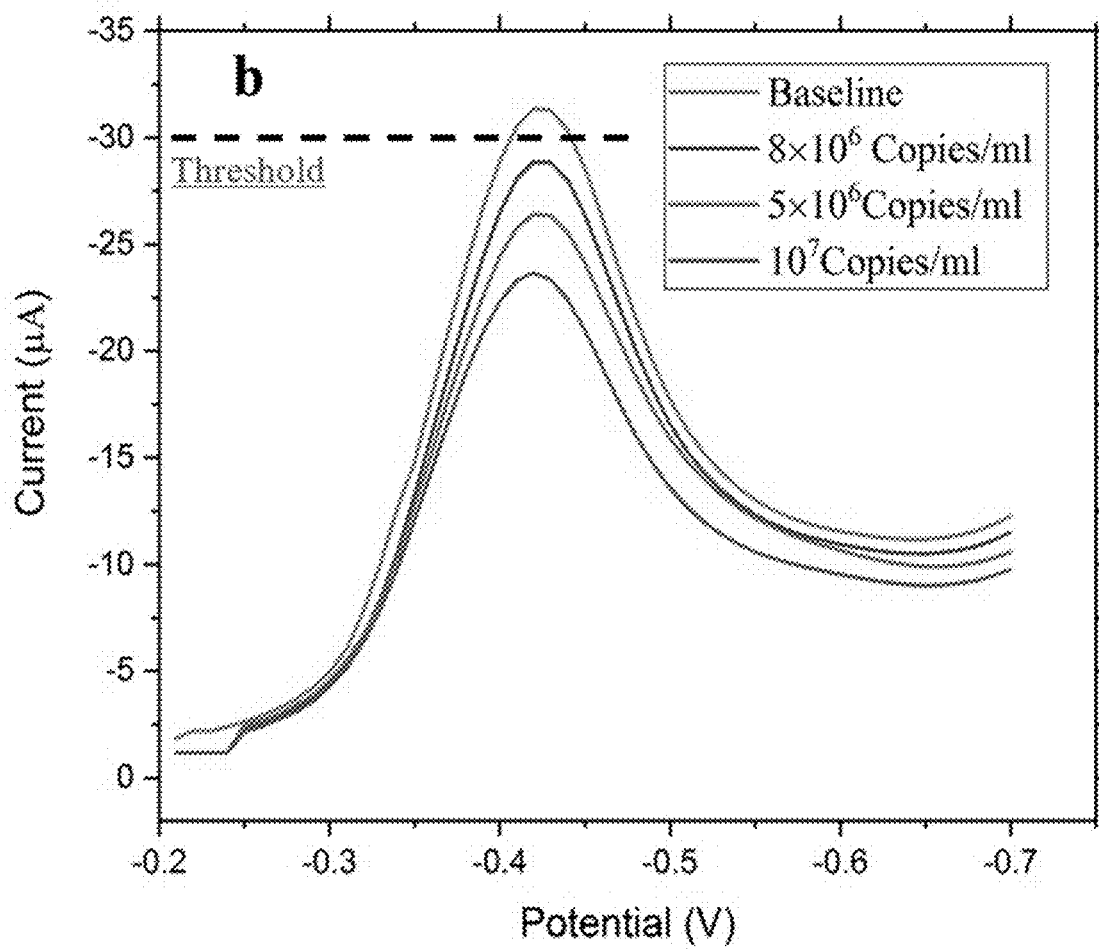 b
-35
-30
-25
-20
-15
-10
-5
0
Current (μA)
Threshold
Baseline
8×10⁶ Copies/ml
5×10⁶Copies/ml
10⁷Copies/ml
-0.2 -0.3 -0.4 -0.5 -0.6 -0.7
Potential (V)